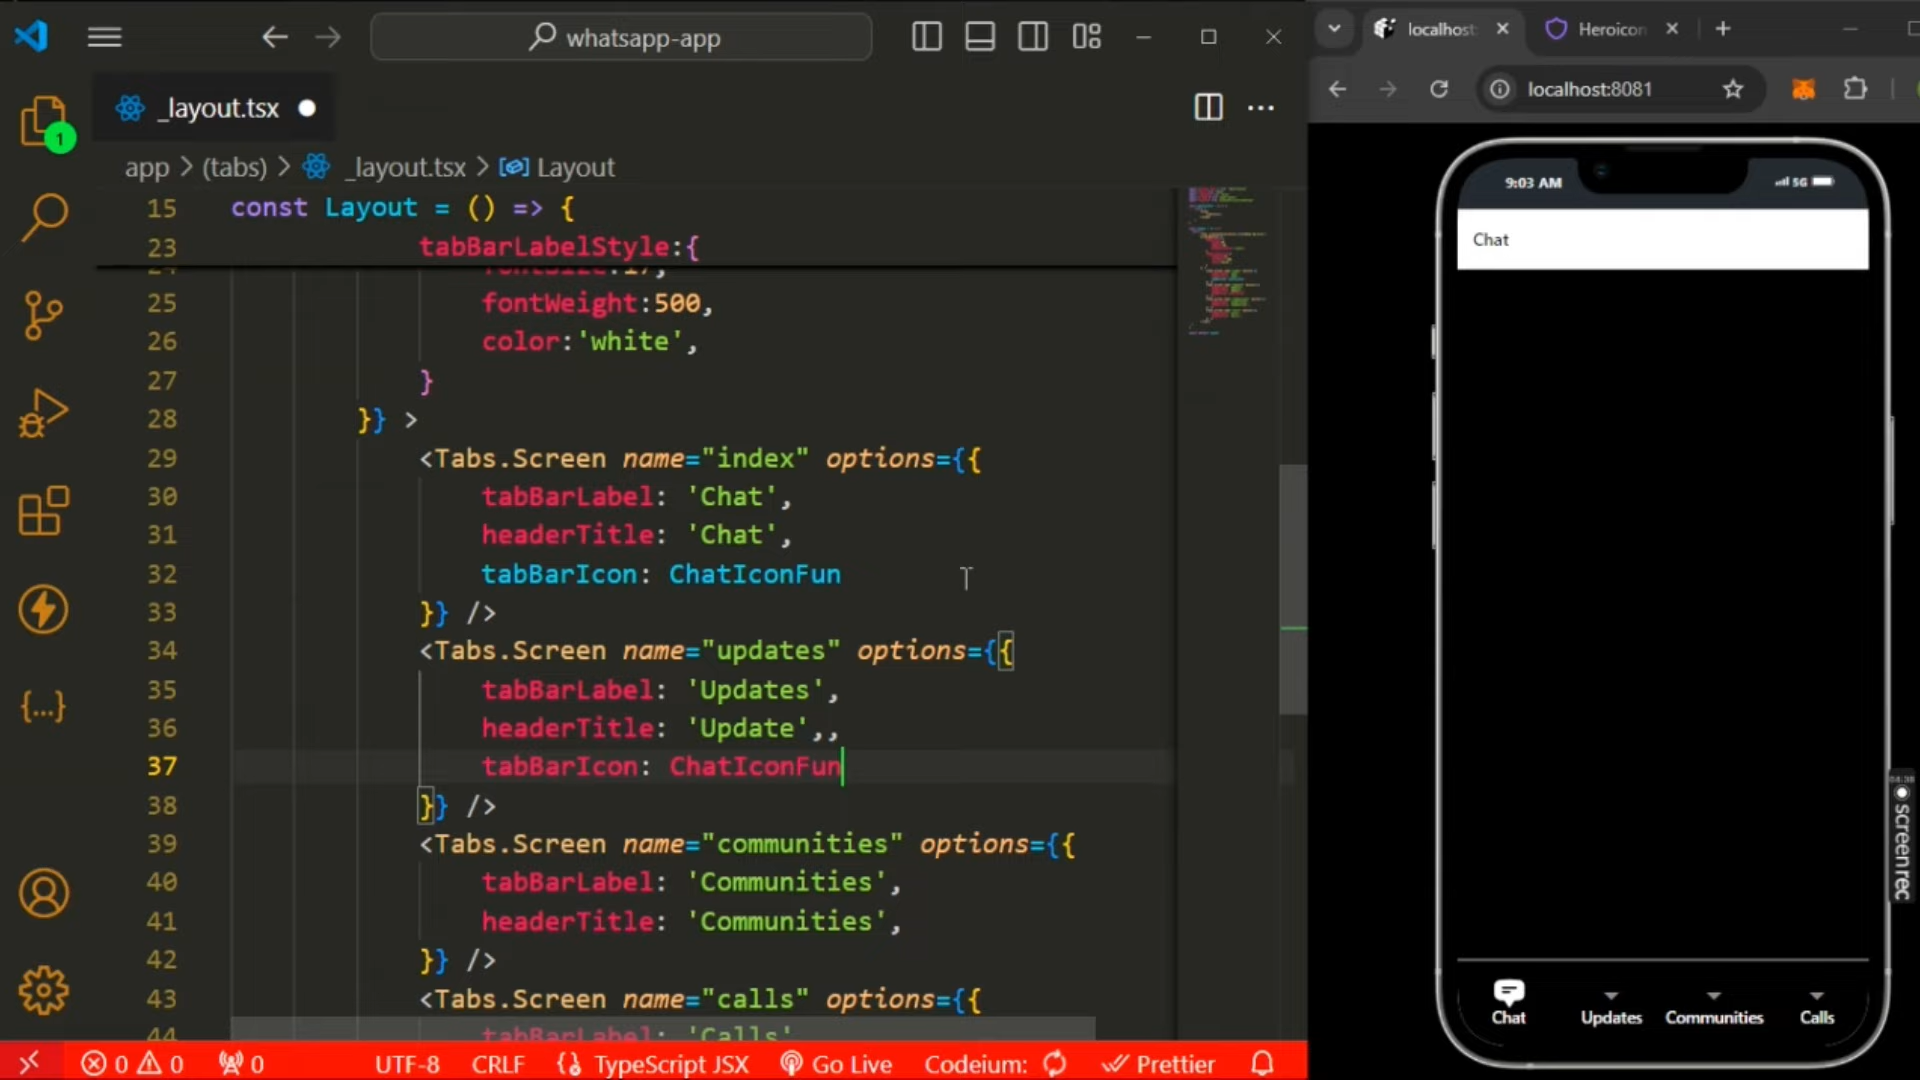 whatsapp-app
localhost:
Heroicon
localhost:8081
_layout.tsx
1
app > (tabs) > _layout.tsx > Layout
15 const Layout = () => {
23 tabBarLabelStyle:{
25 fontWeight:500,
26 color:'white',
27 }
28 }} >
29 <Tabs.Screen name="index" options={{
30 tabBarLabel: 'Chat',
31 headerTitle: 'Chat',
32 tabBarIcon: ChatIconFun
33 }} />
34 <Tabs.Screen name="updates" options={{
35 tabBarLabel: 'Updates',
36 headerTitle: 'Update',,
37 tabBarIcon: ChatIconFun
38 }} />
39 <Tabs.Screen name="communities" options={{
40 tabBarLabel: 'Communities',
41 headerTitle: 'Communities',
42 }} />
43 <Tabs.Screen name="calls" options={{
44 tabBarLabel: 'Calls'
9:03 AM
5G
Chat
Chat
Updates
Communities
Calls
screenrec
0 0 0 UTF-8 CRLF {} TypeScript JSX Go Live Codeium: Prettier